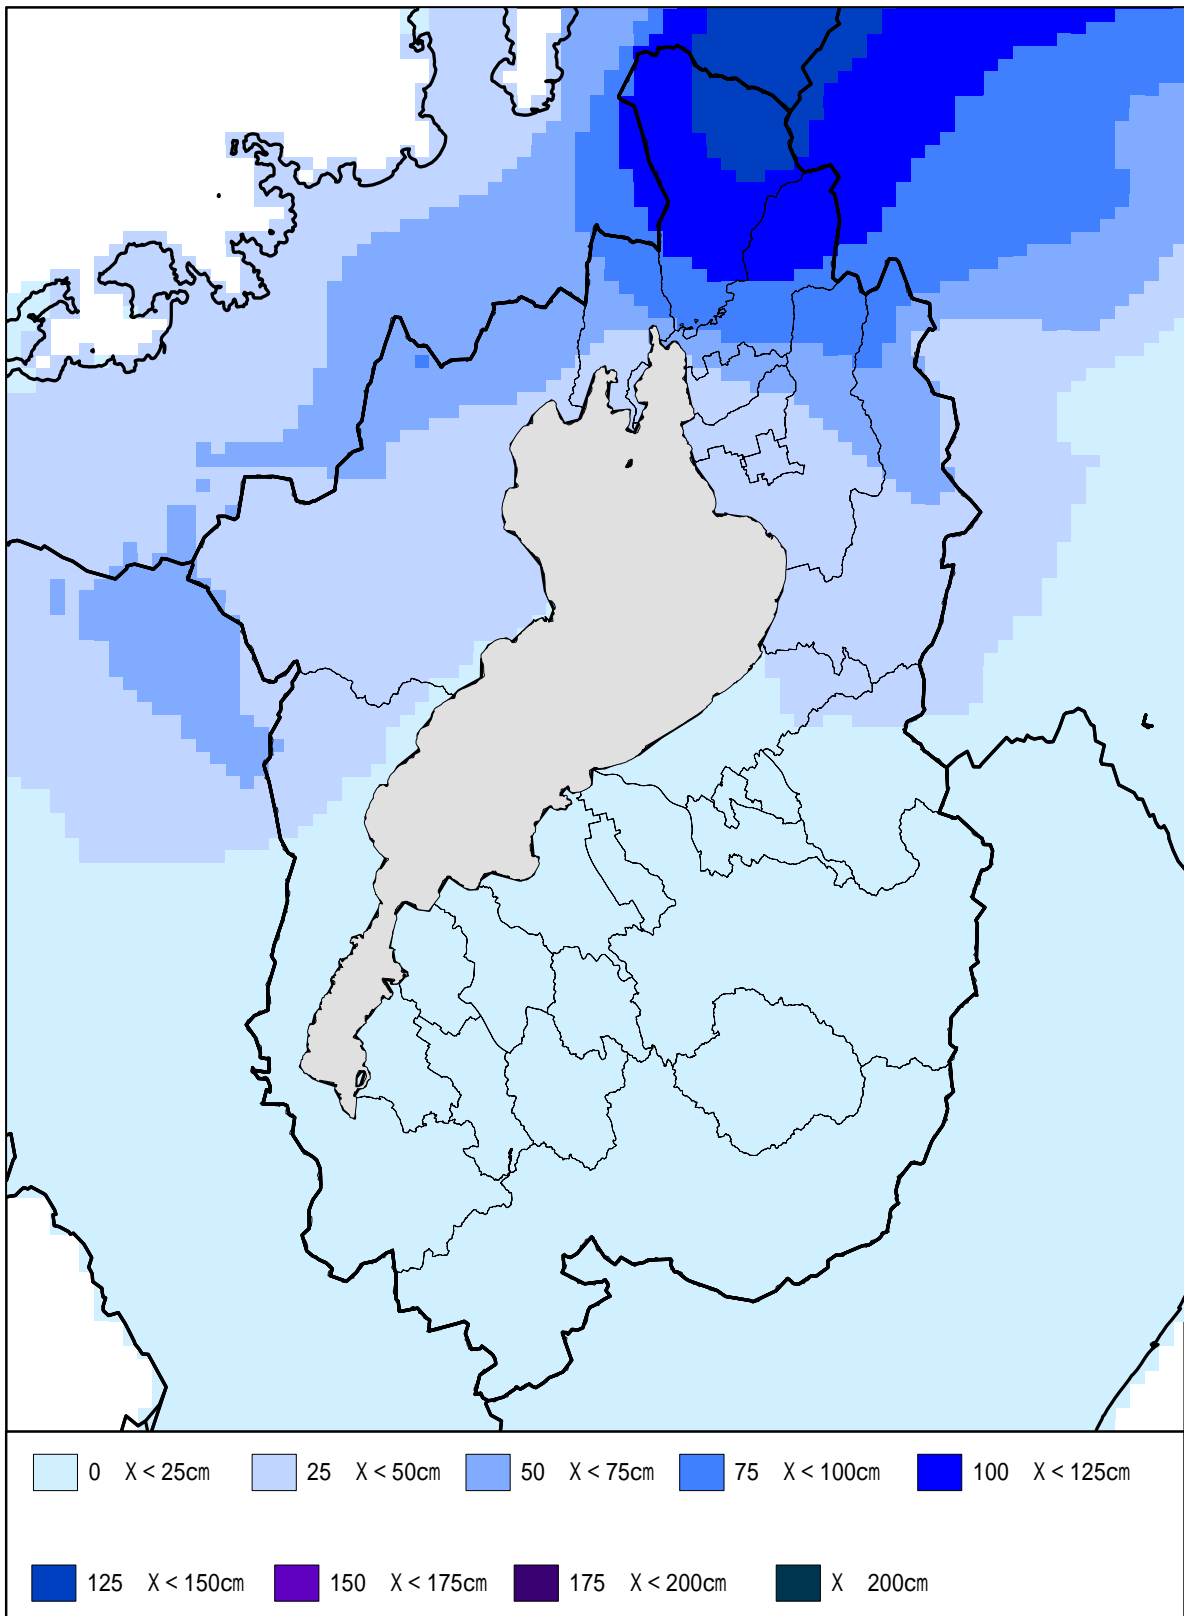 0 X < 25㎝ 25 X < 50㎝ 50 X < 75㎝ 75 X < 100㎝ 100 X < 125㎝
125 X < 150㎝ 150 X < 175㎝ 175 X < 200㎝ X 200㎝